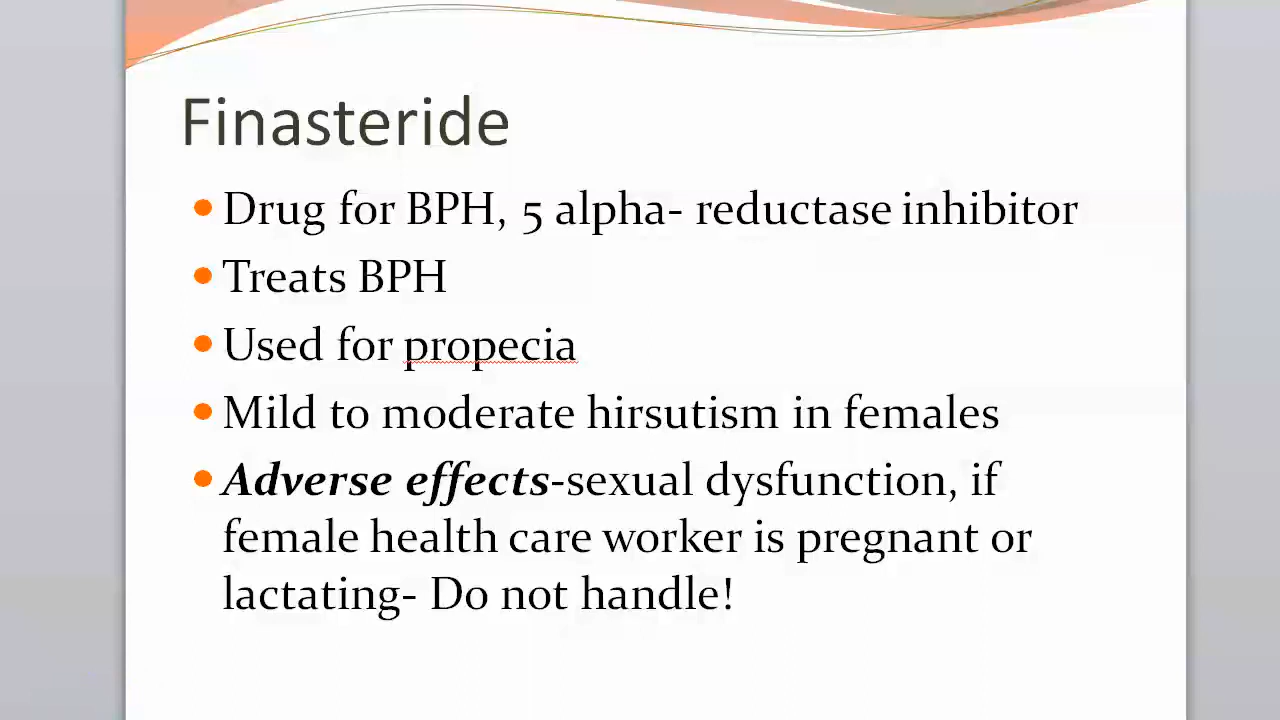 Finasteride
Drug for BPH, 5 alpha- reductase inhibitor
Treats BPH
Used for propecia
Mild to moderate hirsutism in females
Adverse effects-sexual dysfunction, if
female health care worker is pregnant or
lactating- Do not handle!